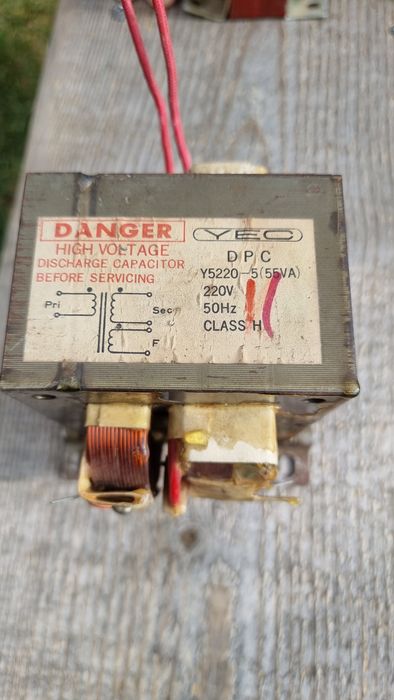 DANGER
HIGH VOLTAGE
DISCHARGE CAPACITOR
BEFORE SERVICING
Pri
Sec
F
YEC
DPC
Y5220-5(55VA)
220V
50Hz
CLASS H